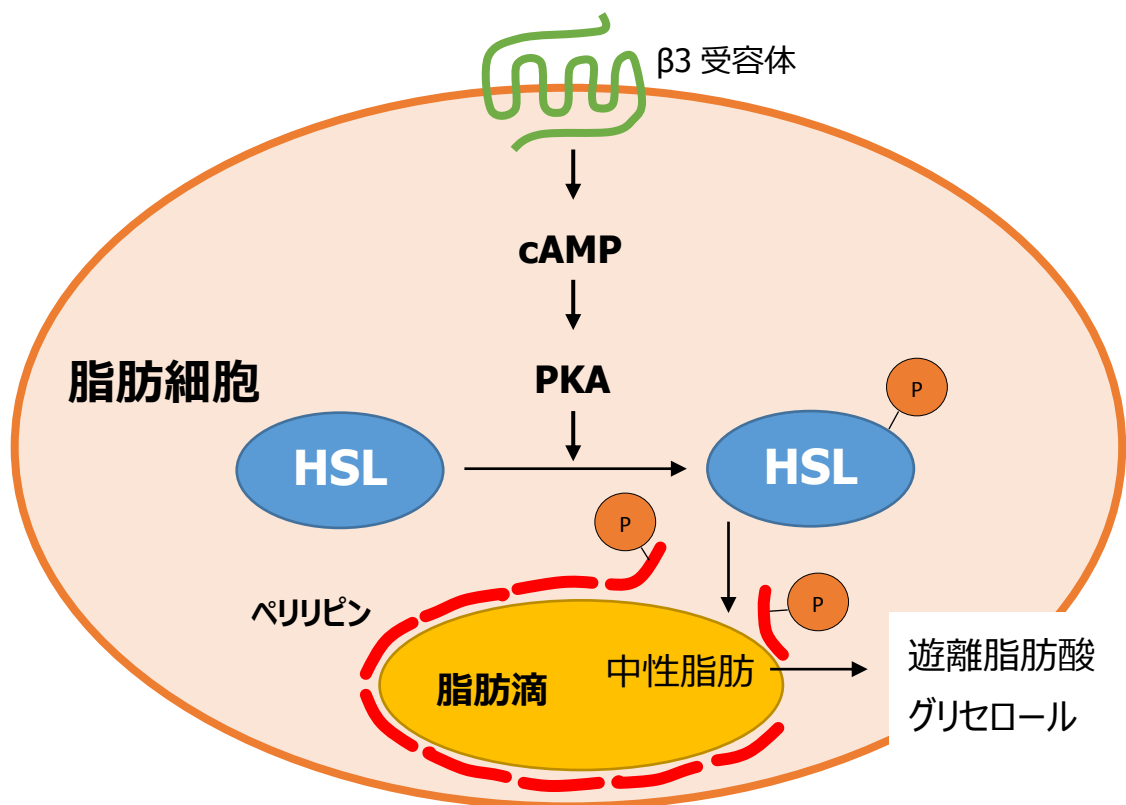 β3 受容体
cAMP
脂肪細胞
PKA
P
HSL
HSL
P
P
ペリリピン
中性脂肪
脂肪滴
遊離脂肪酸
グリセロール